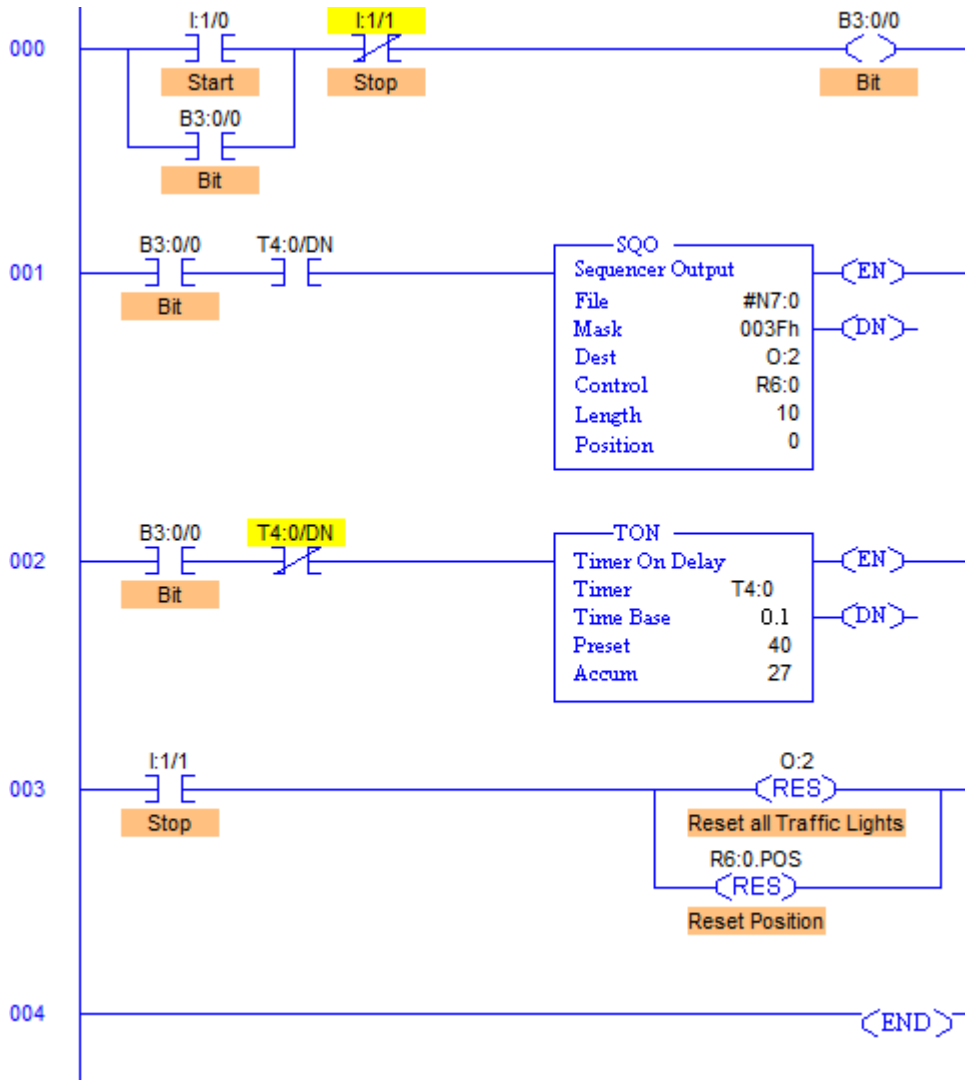 I:1/0 I:1/1 B3:0/0
000
Start Stop Bit
B3:0/0
Bit
B3:0/0 T4:0/DN SQO
001 Sequencer Output EN
Bit File #N7:0
Mask 003Fh DN
Dest O:2
Control R6:0
Length 10
Position 0
B3:0/0 T4:0/DN TON
002 Timer On Delay EN
Bit Timer T4:0
Time Base 0.1 DN
Preset 40
Accum 27
I:1/1 O:2
003 RES
Stop Reset all Traffic Lights
R6:0.POS
RES
Reset Position
004 END